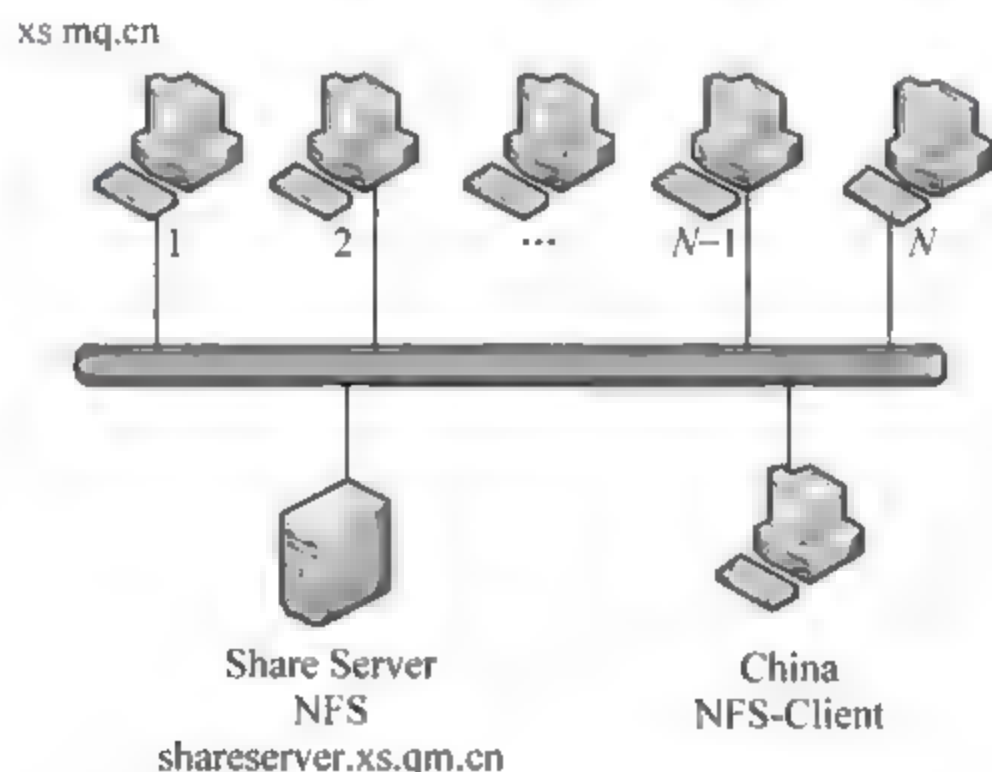 xs mq.cn
1
2
...
N-1
N
Share Server
NFS
shareserver.xs.qm.cn
China
NFS-Client